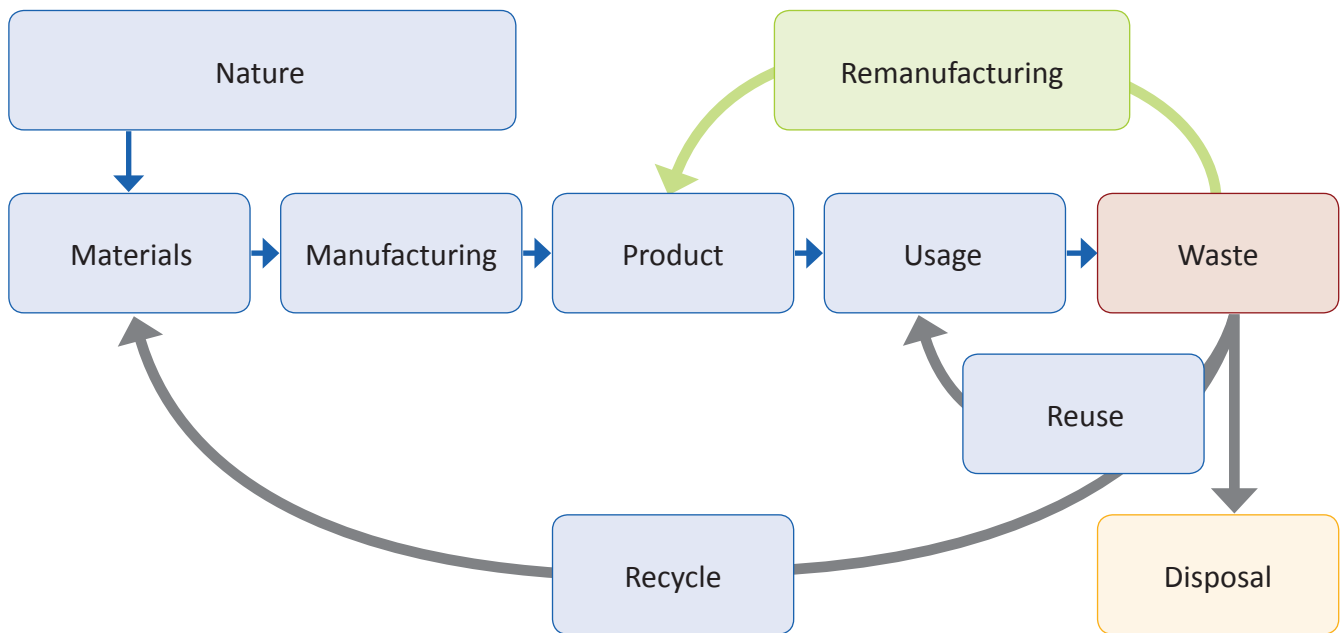 Nature
Remanufacturing
Materials
Manufacturing
Product
Usage
Waste
Reuse
Recycle
Disposal